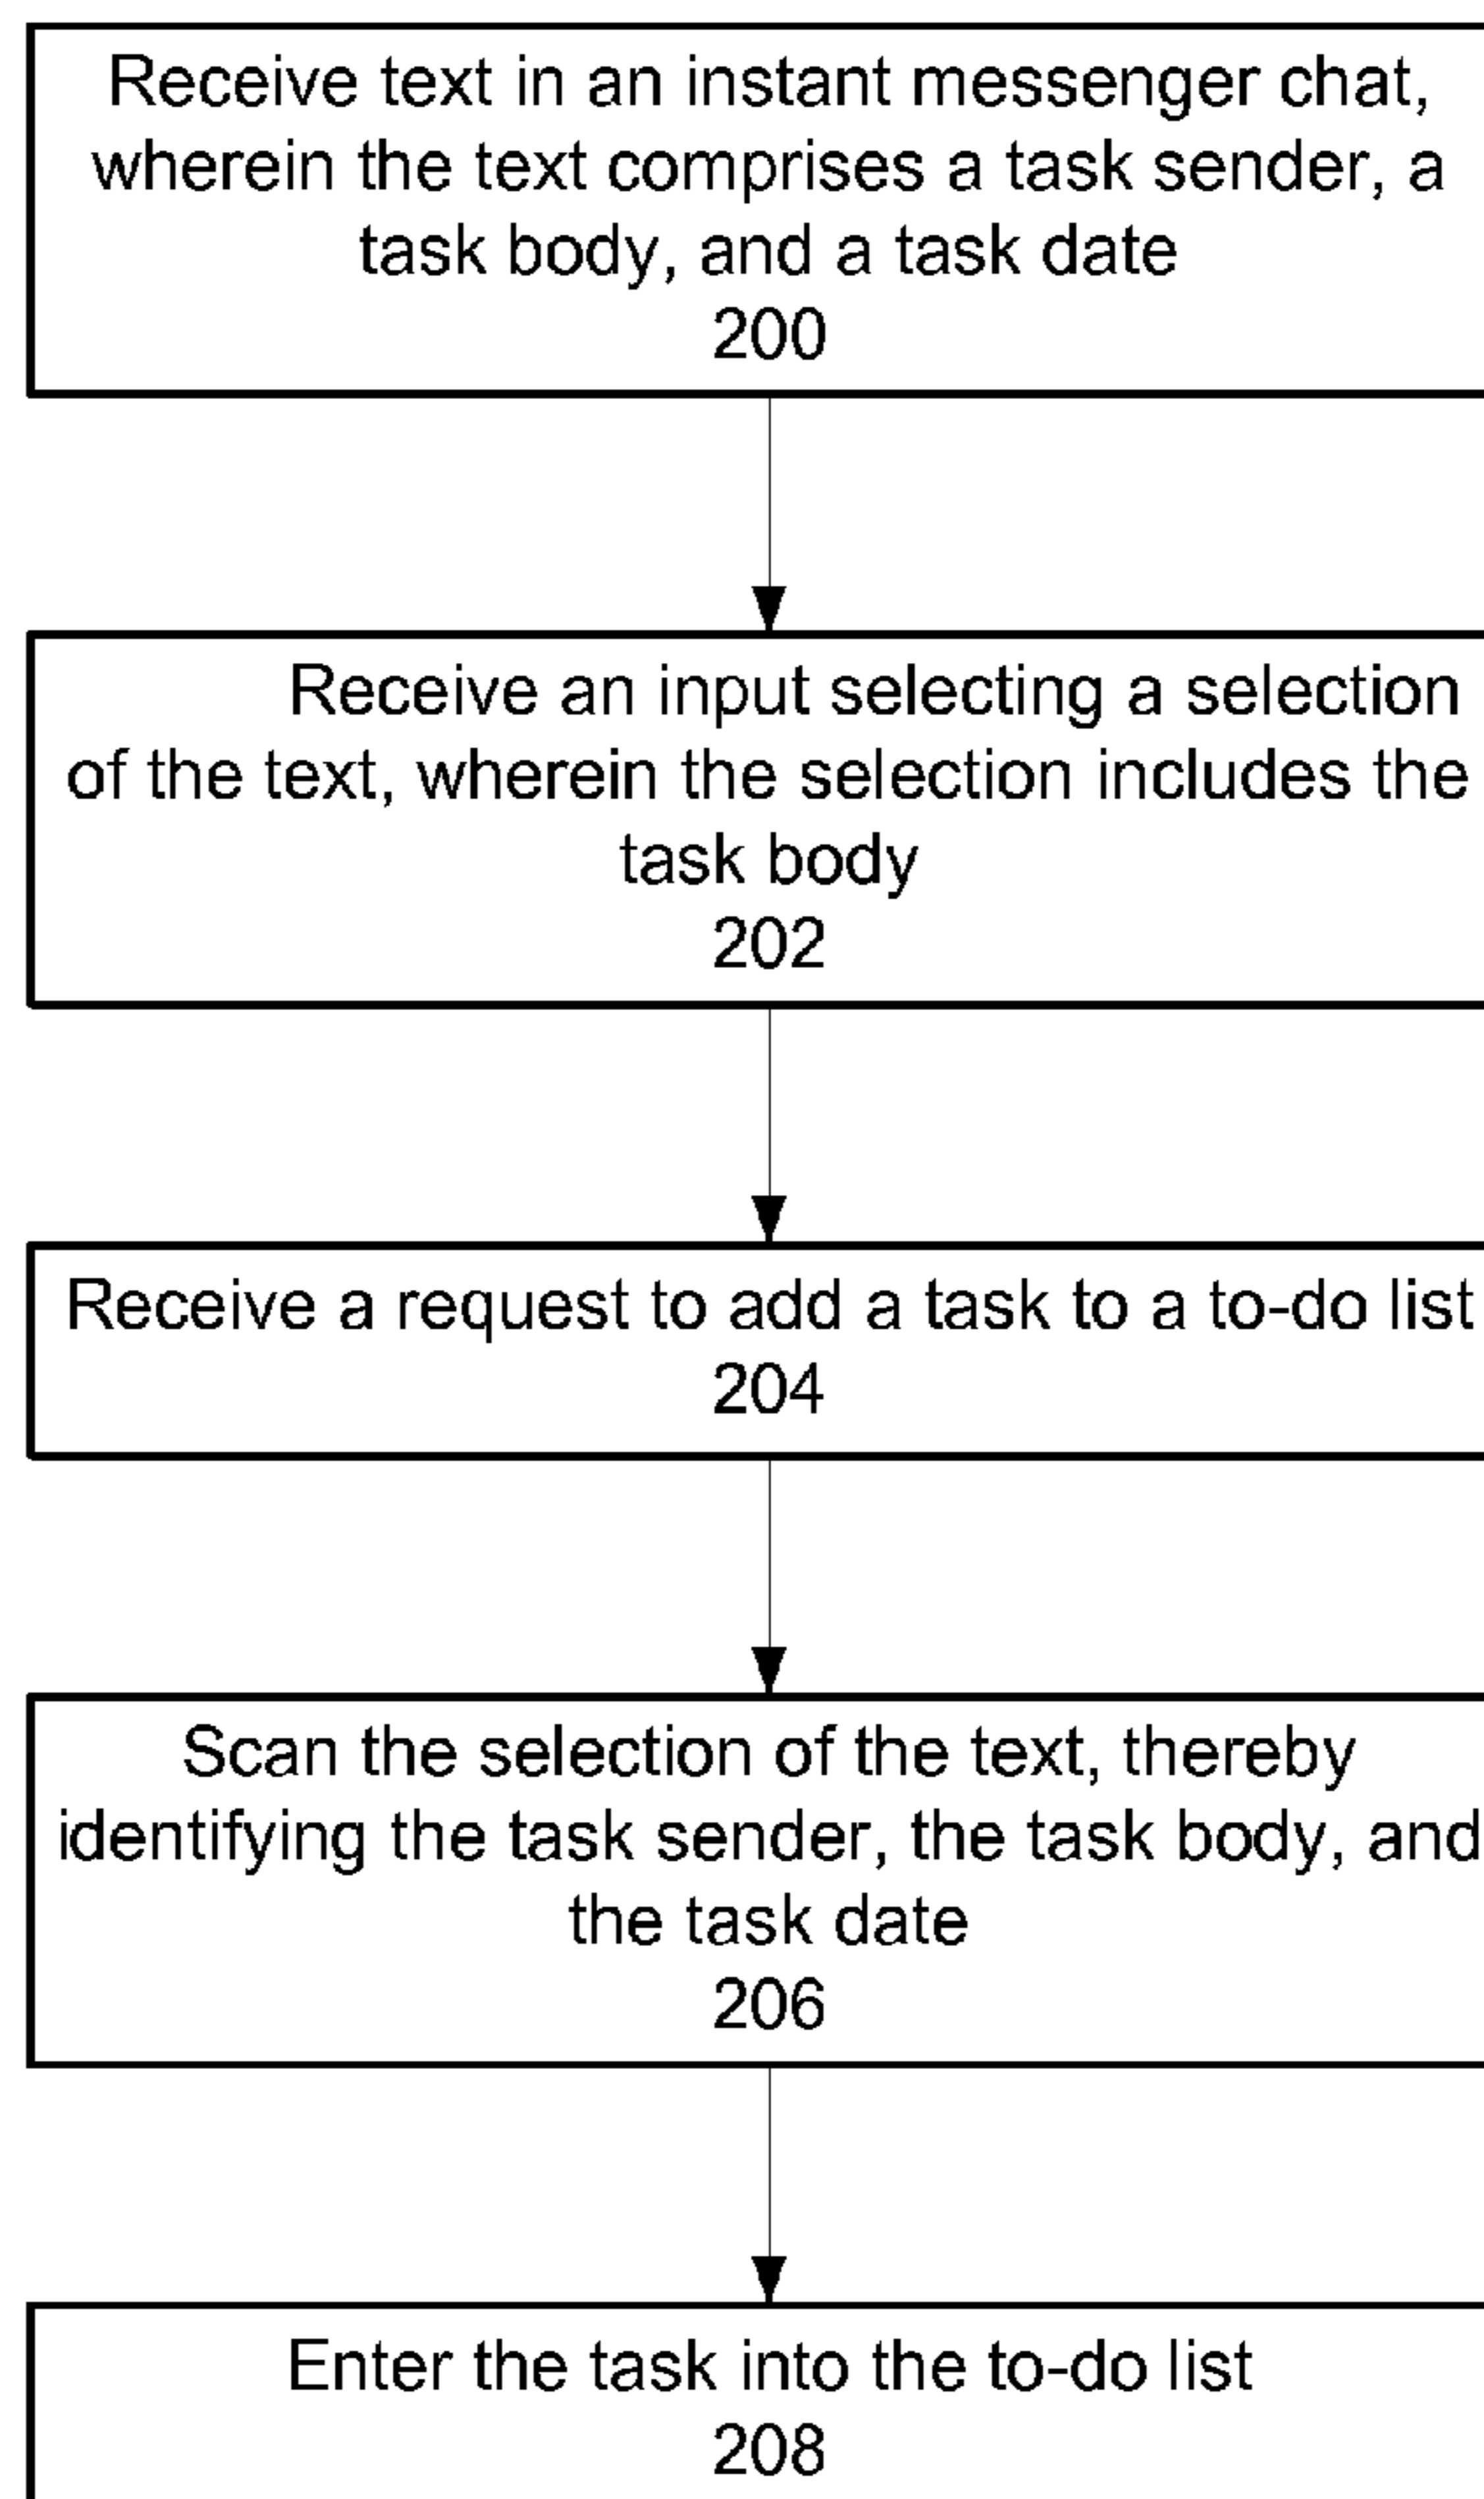 Receive text in an instant messenger chat,
wherein the text comprises a task sender, a
task body, and a task date
200
Receive an input selecting a selection
of the text, wherein the selection includes the
task body
202
Receive a request to add a task to a to-do list
204
Scan the selection of the text, thereby
identifying the task sender, the task body, and
the task date
206
Enter the task into the to-do list
208